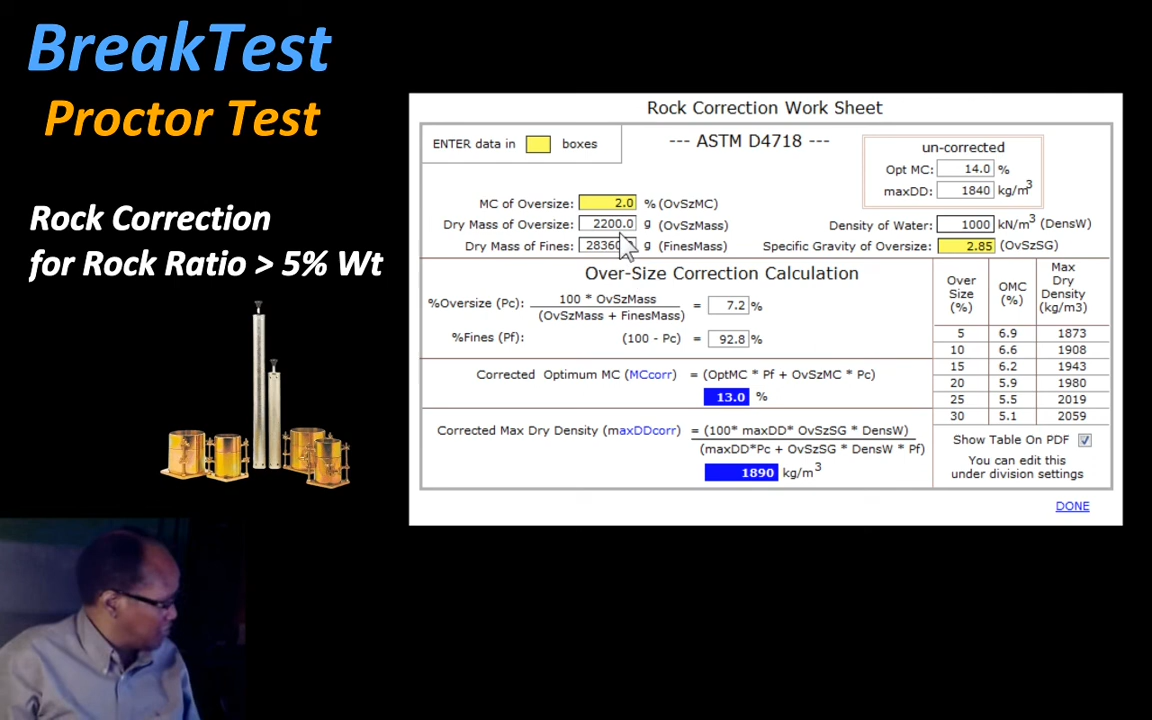 BreakTest
Proctor Test
Rock Correction
for Rock Ratio > 5% Wt
Rock Correction Work Sheet
ENTER data in boxes
--- ASTM D4718 ---
un-corrected
Opt MC: 14.0 %
maxDD: 1840 kg/m3
MC of Oversize: 2.0 % (OvSzMC)
Dry Mass of Oversize: 2200.0 g (OvSzMass)
Density of Water: 1000 kN/m3 (DensW)
Dry Mass of Fines: g (FinesMass)
Specific Gravity of Oversize: 2.85 (OvSzSG)
Over-Size Correction Calculation
%Oversize (Pc): 100 * OvSzMass
(OvSzMass + FinesMass)
= 7.2 %
%Fines (Pf): (100 - Pc) = 92.8 %
Corrected Optimum MC (MCcorr) = (OptMC * Pf + OvSzMC * Pc)
13.0 %
Corrected Max Dry Density (maxDDcorr) = (100* maxDD* OvSzSG * DensW)
(maxDD*Pc + OvSzSG * DensW * Pf)
1890 kg/m3
Over Size (%) OMC (%) Max Dry Density (kg/m3)
5 6.9 1873
10 6.6 1908
15 6.2 1943
20 5.9 1980
25 5.5 2019
30 5.1 2059
Show Table On PDF
You can edit this
under division settings
DONE